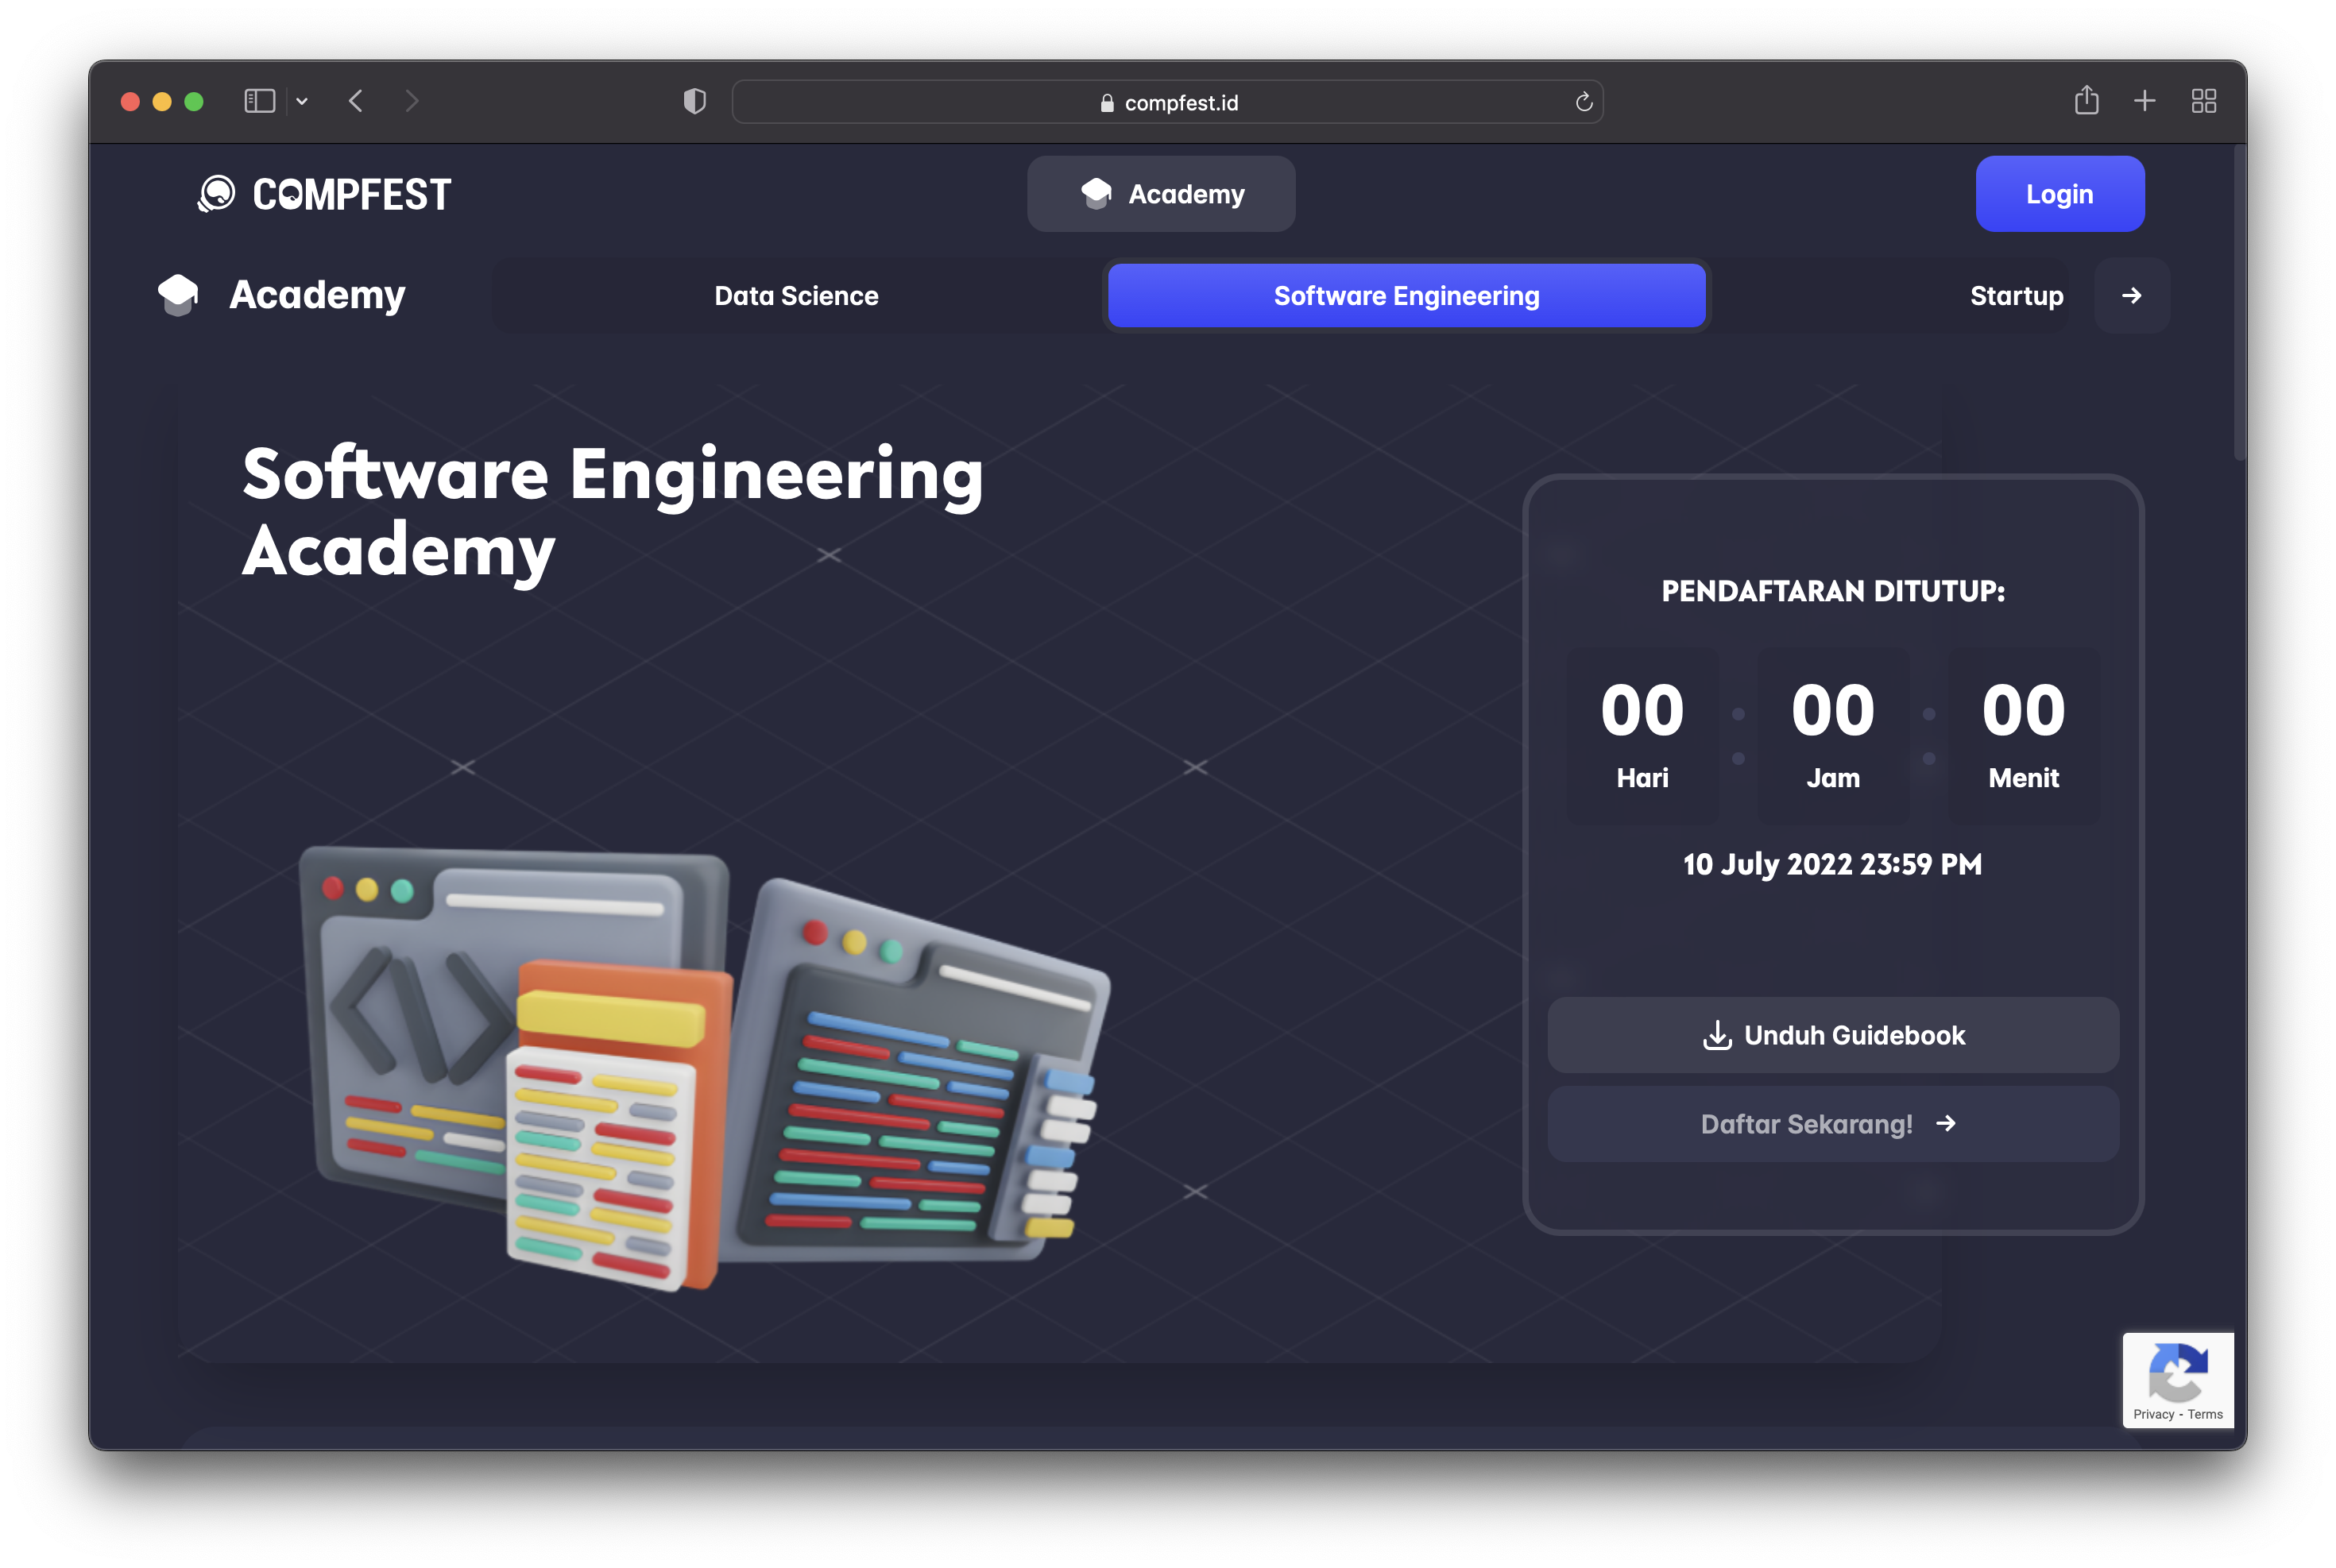 compfest.id
COMPFEST
Academy
Login
Academy
Data Science
Software Engineering
Startup
Software Engineering
Academy
PENDAFTARAN DITUTUP:
00 : 00 : 00
Hari Jam Menit
10 July 2022 23:59 PM
Unduh Guidebook
Daftar Sekarang!
Privacy - Terms